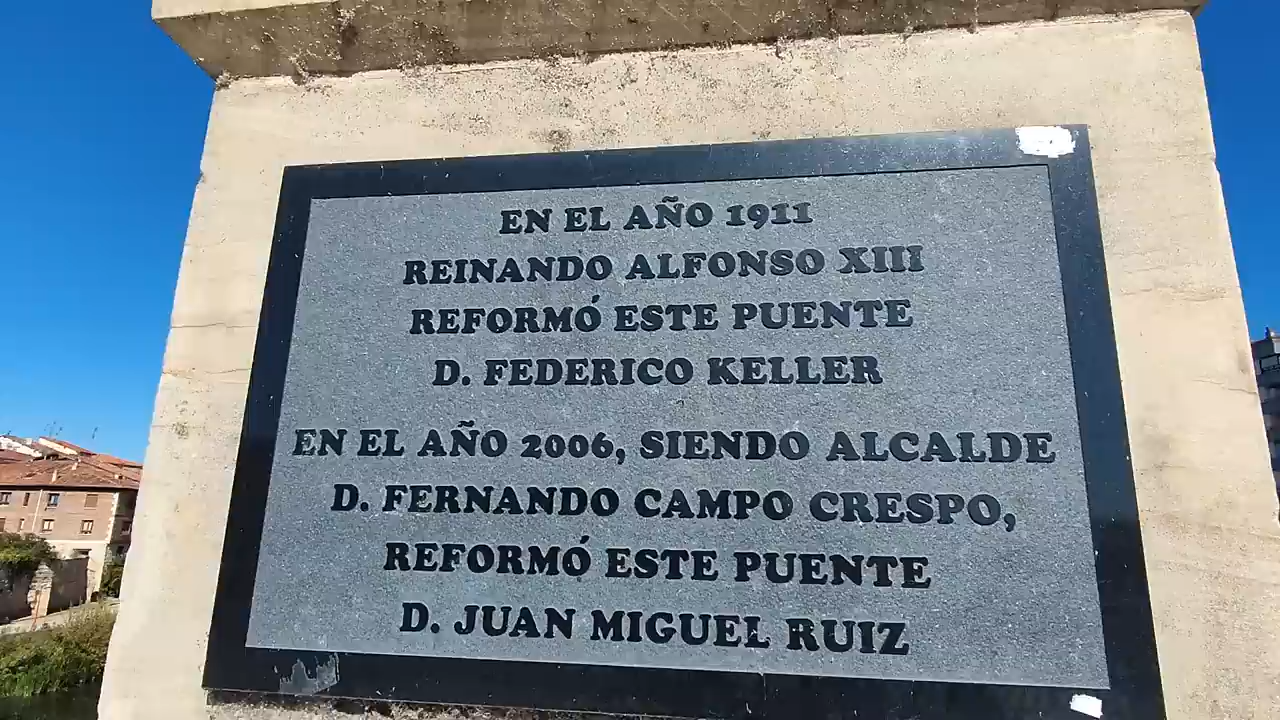 EN EL AÑO 1911
REINANDO ALFONSO XIII
REFORMÓ ESTE PUENTE
D. FEDERICO KELLER
EN EL AÑO 2006, SIENDO ALCALDE
D. FERNANDO CAMPO CRESPO,
REFORMÓ ESTE PUENTE
D. JUAN MIGUEL RUIZ